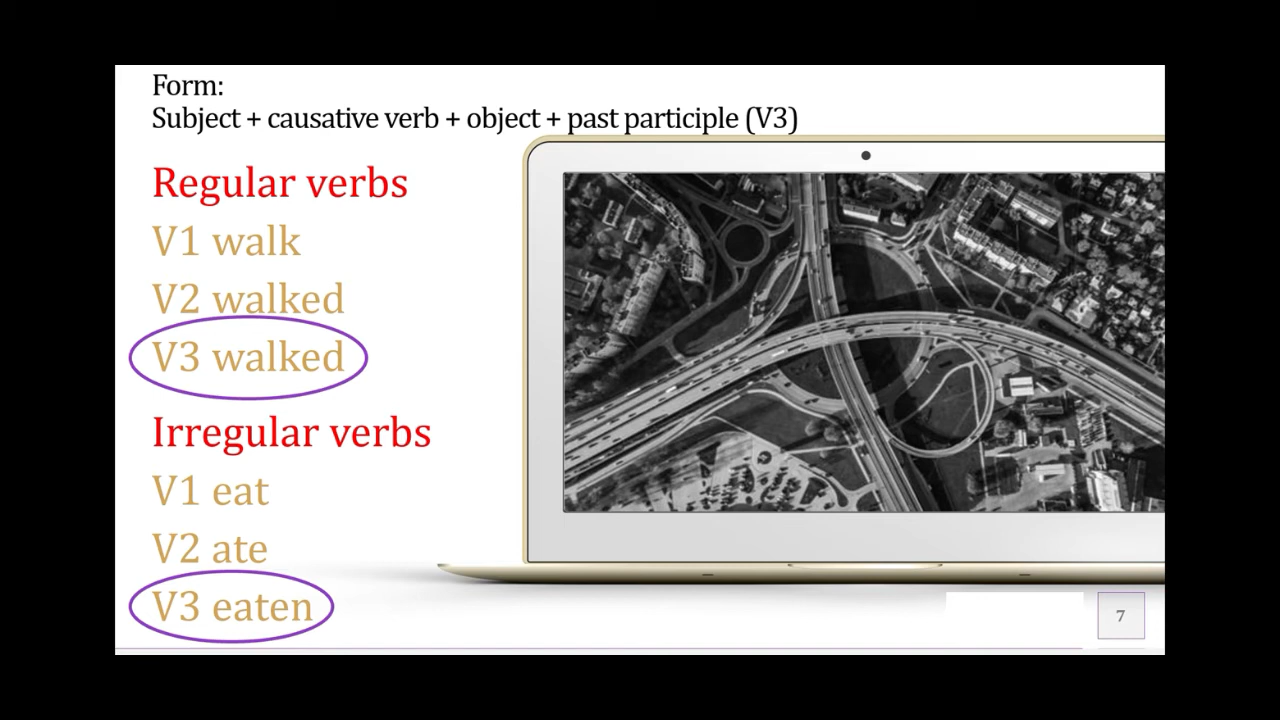 Form:
Subject + causative verb + object + past participle (V3)
Regular verbs
V1 walk
V2 walked
V3 walked
Irregular verbs
V1 eat
V2 ate
V3 eaten
7